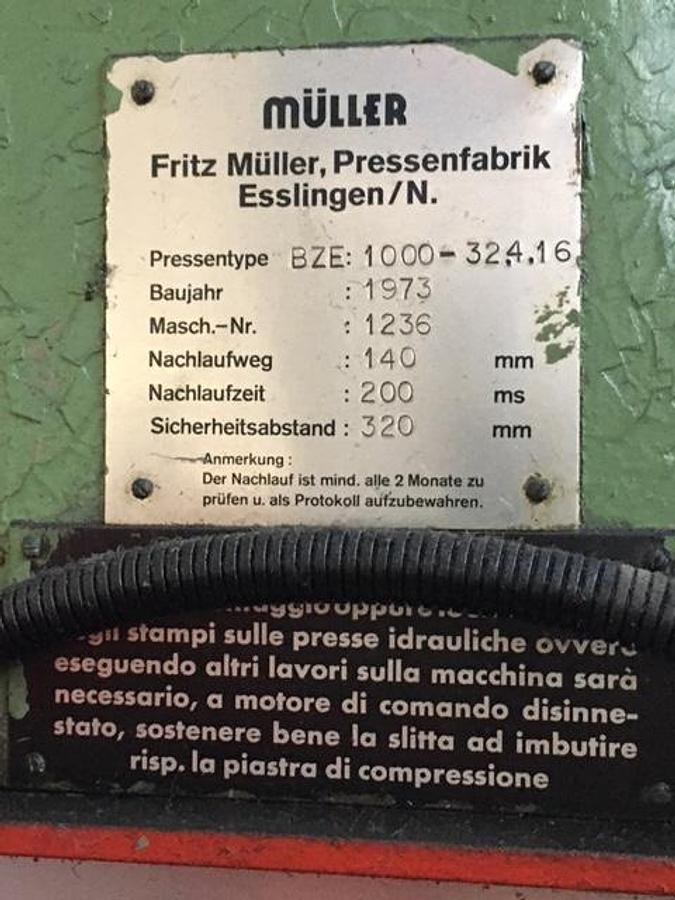 MÜLLER
Fritz Müller, Pressenfabrik
Esslingen/N.
Pressentype BZE: 1000-32.4.16
Baujahr : 1973
Masch.-Nr. : 1236
Nachlaufweg : 140 mm
Nachlaufzeit : 200 ms
Sicherheitsabstand : 320 mm
Anmerkung :
Der Nachlauf ist mind. alle 2 Monate zu
prüfen u. als Protokoll aufzubewahren.
stampi sulle presse idrauliche ovvero
eseguendo altri lavori sulla macchina sarà
necessario, a motore di comando disinne-
stato, sostenere bene la slitta ad imbutire
risp. la piastra di compressione